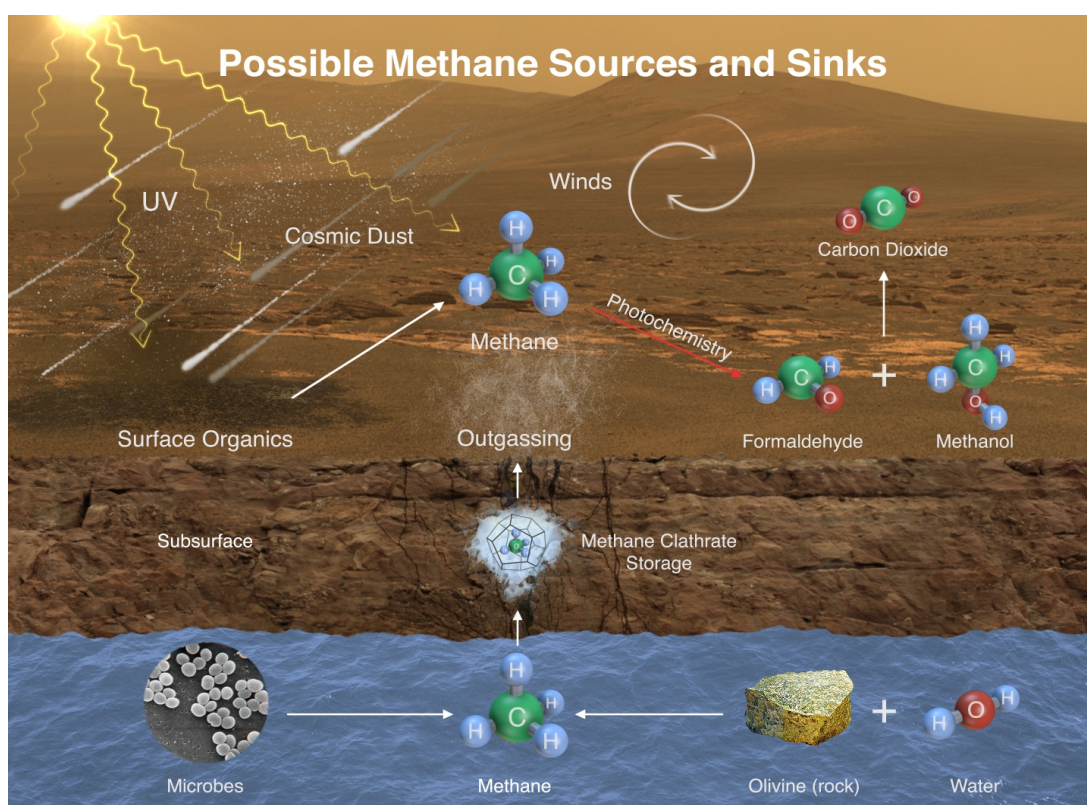 Possible Methane Sources and Sinks
UV
Winds
Cosmic Dust
O
C
O
Carbon Dioxide
H
C
H
H
H
Methane
Photochemistry
H
C
H
O
+
H
C
H
H
O
H
Surface Organics
Outgassing
Formaldehyde
Methanol
Subsurface
Methane Clathrate
Storage
H
C
H
H
H
+
H
O
H
Microbes
Methane
Olivine (rock)
Water